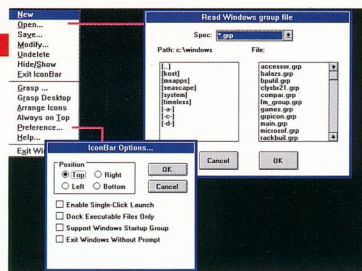 New
Open...
Save...
Modify...
Undelete
Hide/Show
Exit IconBar
Grasp ...
Grasp Desktop
Arrange Icons
Always on Top
Preference...
Help...
Exit Wi
Read Windows group file
Spec: *.grp
Path: c:\windows
File:
[..]
[kost]
[msapps]
[seascape]
[system]
[timeless]
[-a-]
[-c-]
[-d-]
accessor.grp
balazs.grp
bputil.grp
clysbr21.grp
compar.grp
fm_group.grp
games.grp
grpicon.grp
main.grp
microsof.grp
rackbuil.grp
Cancel
OK
IconBar Options...
Position
Top
Right
Left
Bottom
OK
Cancel
Enable Single-Click Launch
Dock Executable Files Only
Support Windows Startup Group
Exit Windows Without Prompt